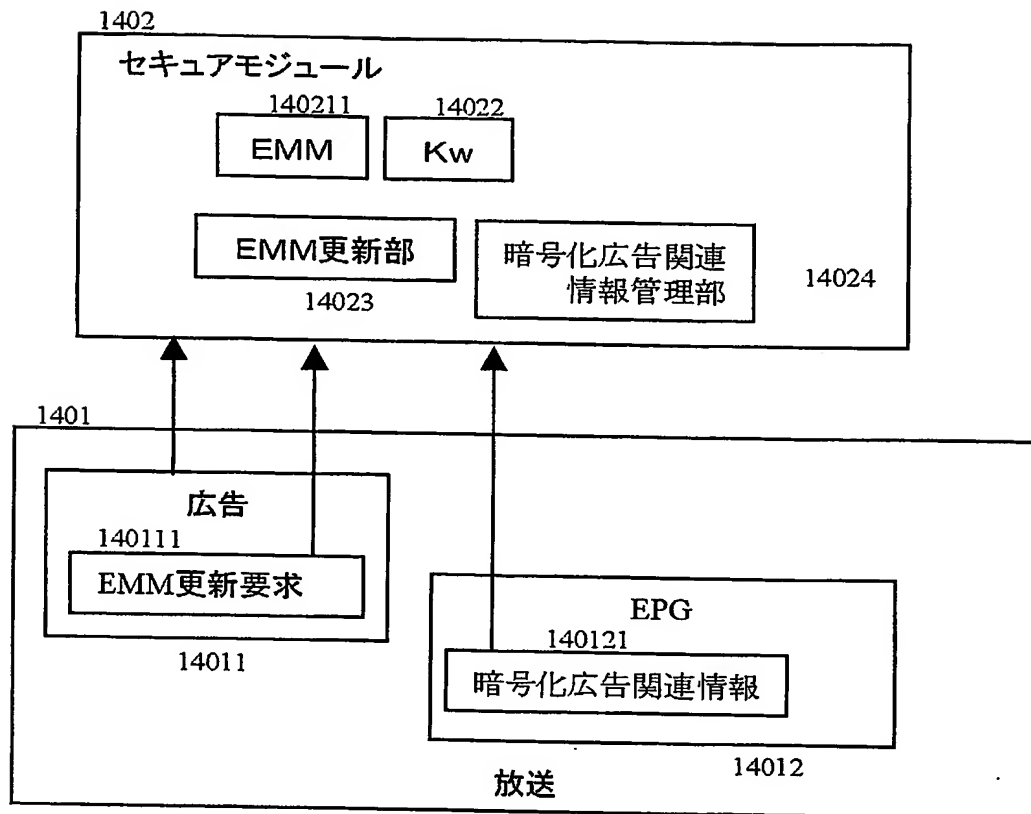 1402
セキュアモジュール
140211
14022
EMM
Kw
EMM更新部
暗号化広告関連
情報管理部
14023
14024
1401
広告
140111
EMM更新要求
14011
EPG
140121
暗号化広告関連情報
14012
放送